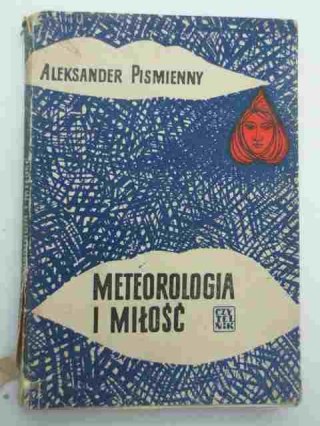 ALEKSANDER PISMIENNY
METEOROLOGIA
I MIŁOŚĆ
CZY
TEL
NIK